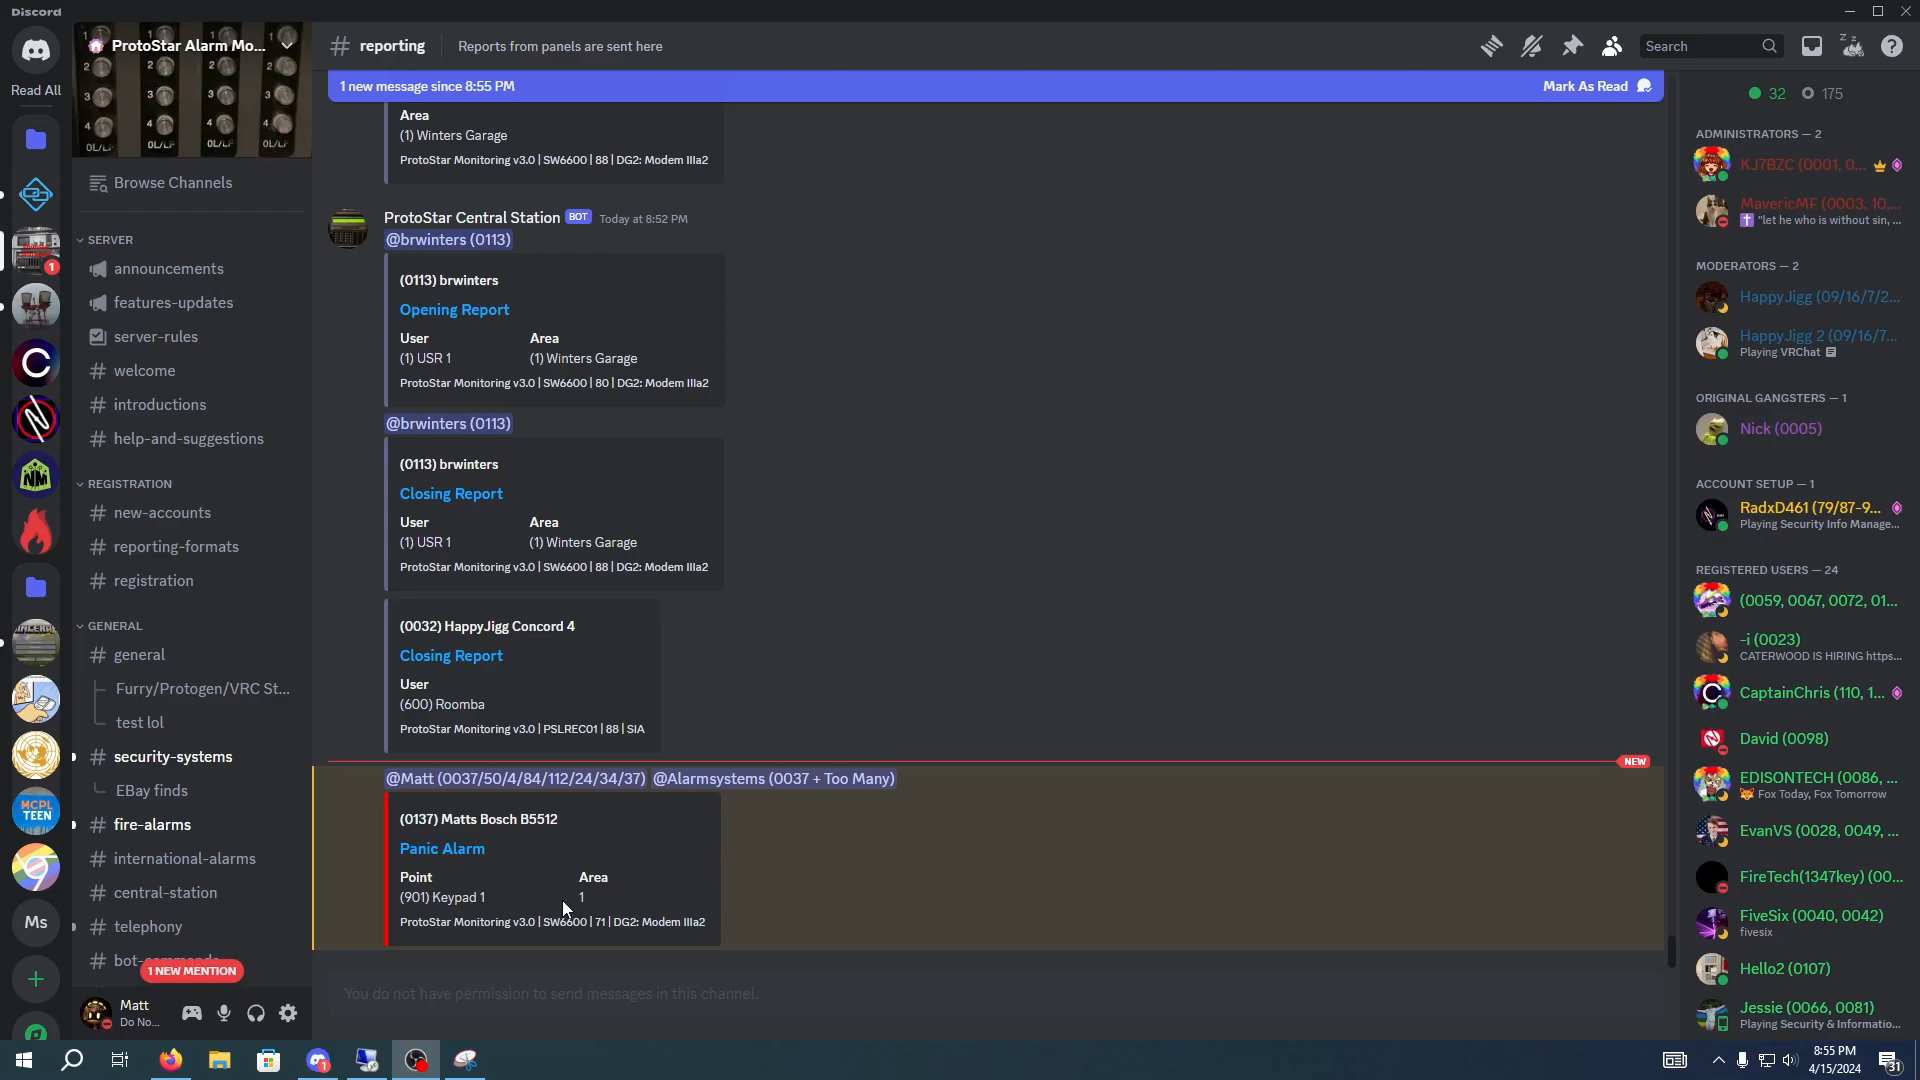 Discord
ProtoStar Alarm Mo...
reporting
Reports from panels are sent here
Search
Read All
1 new message since 8:55 PM
Mark As Read
Browse Channels
SERVER
announcements
features-updates
server-rules
welcome
introductions
help-and-suggestions
REGISTRATION
new-accounts
reporting-formats
registration
GENERAL
general
Furry/Protogen/VRC St...
test lol
security-systems
EBay finds
fire-alarms
international-alarms
central-station
telephony
1 NEW MENTION
Matt
Do No...
MCPL
TEEN
Ms
NM
1
Area
(1) Winters Garage
ProtoStar Monitoring v3.0 | SW6600 | 88 | DG2: Modem IIIa2
ProtoStar Central Station BOT Today at 8:52 PM
@brwinters (0113)
(0113) brwinters
Opening Report
User Area
(1) USR 1 (1) Winters Garage
ProtoStar Monitoring v3.0 | SW6600 | 80 | DG2: Modem IIIa2
@brwinters (0113)
(0113) brwinters
Closing Report
User Area
(1) USR 1 (1) Winters Garage
ProtoStar Monitoring v3.0 | SW6600 | 88 | DG2: Modem IIIa2
(0032) HappyJigg Concord 4
Closing Report
User
(600) Roomba
ProtoStar Monitoring v3.0 | PSLREC01 | 88 | SIA
NEW
@Matt (0037/50/4/84/112/24/34/37) @Alarmsystems (0037 + Too Many)
(0137) Matts Bosch B5512
Panic Alarm
Point Area
(901) Keypad 1 1
ProtoStar Monitoring v3.0 | SW6600 | 71 | DG2: Modem IIIa2
You do not have permission to send messages in this channel.
32 175
ADMINISTRATORS — 2
KJ7BZC (0001, 0...
MavericMF (0003, 10,...
"let he who is without sin, ...
MODERATORS — 2
HappyJigg (09/16/7/2...
HappyJigg 2 (09/16/7...
Playing VRChat
ORIGINAL GANGSTERS — 1
Nick (0005)
ACCOUNT SETUP — 1
RadxD461 (79/87-9...
Playing Security Info Manage...
REGISTERED USERS — 24
(0059, 0067, 0072, 01...
-i (0023)
CATERWOOD IS HIRING https...
CaptainChris (110, 1...
David (0098)
EDISONTECH (0086, ...
Fox Today, Fox Tomorrow
EvanVS (0028, 0049, ...
FireTech(1347key) (00...
FiveSix (0040, 0042)
fivesix
Hello2 (0107)
Jessie (0066, 0081)
Playing Security & Informatio...
8:55 PM
4/15/2024
31